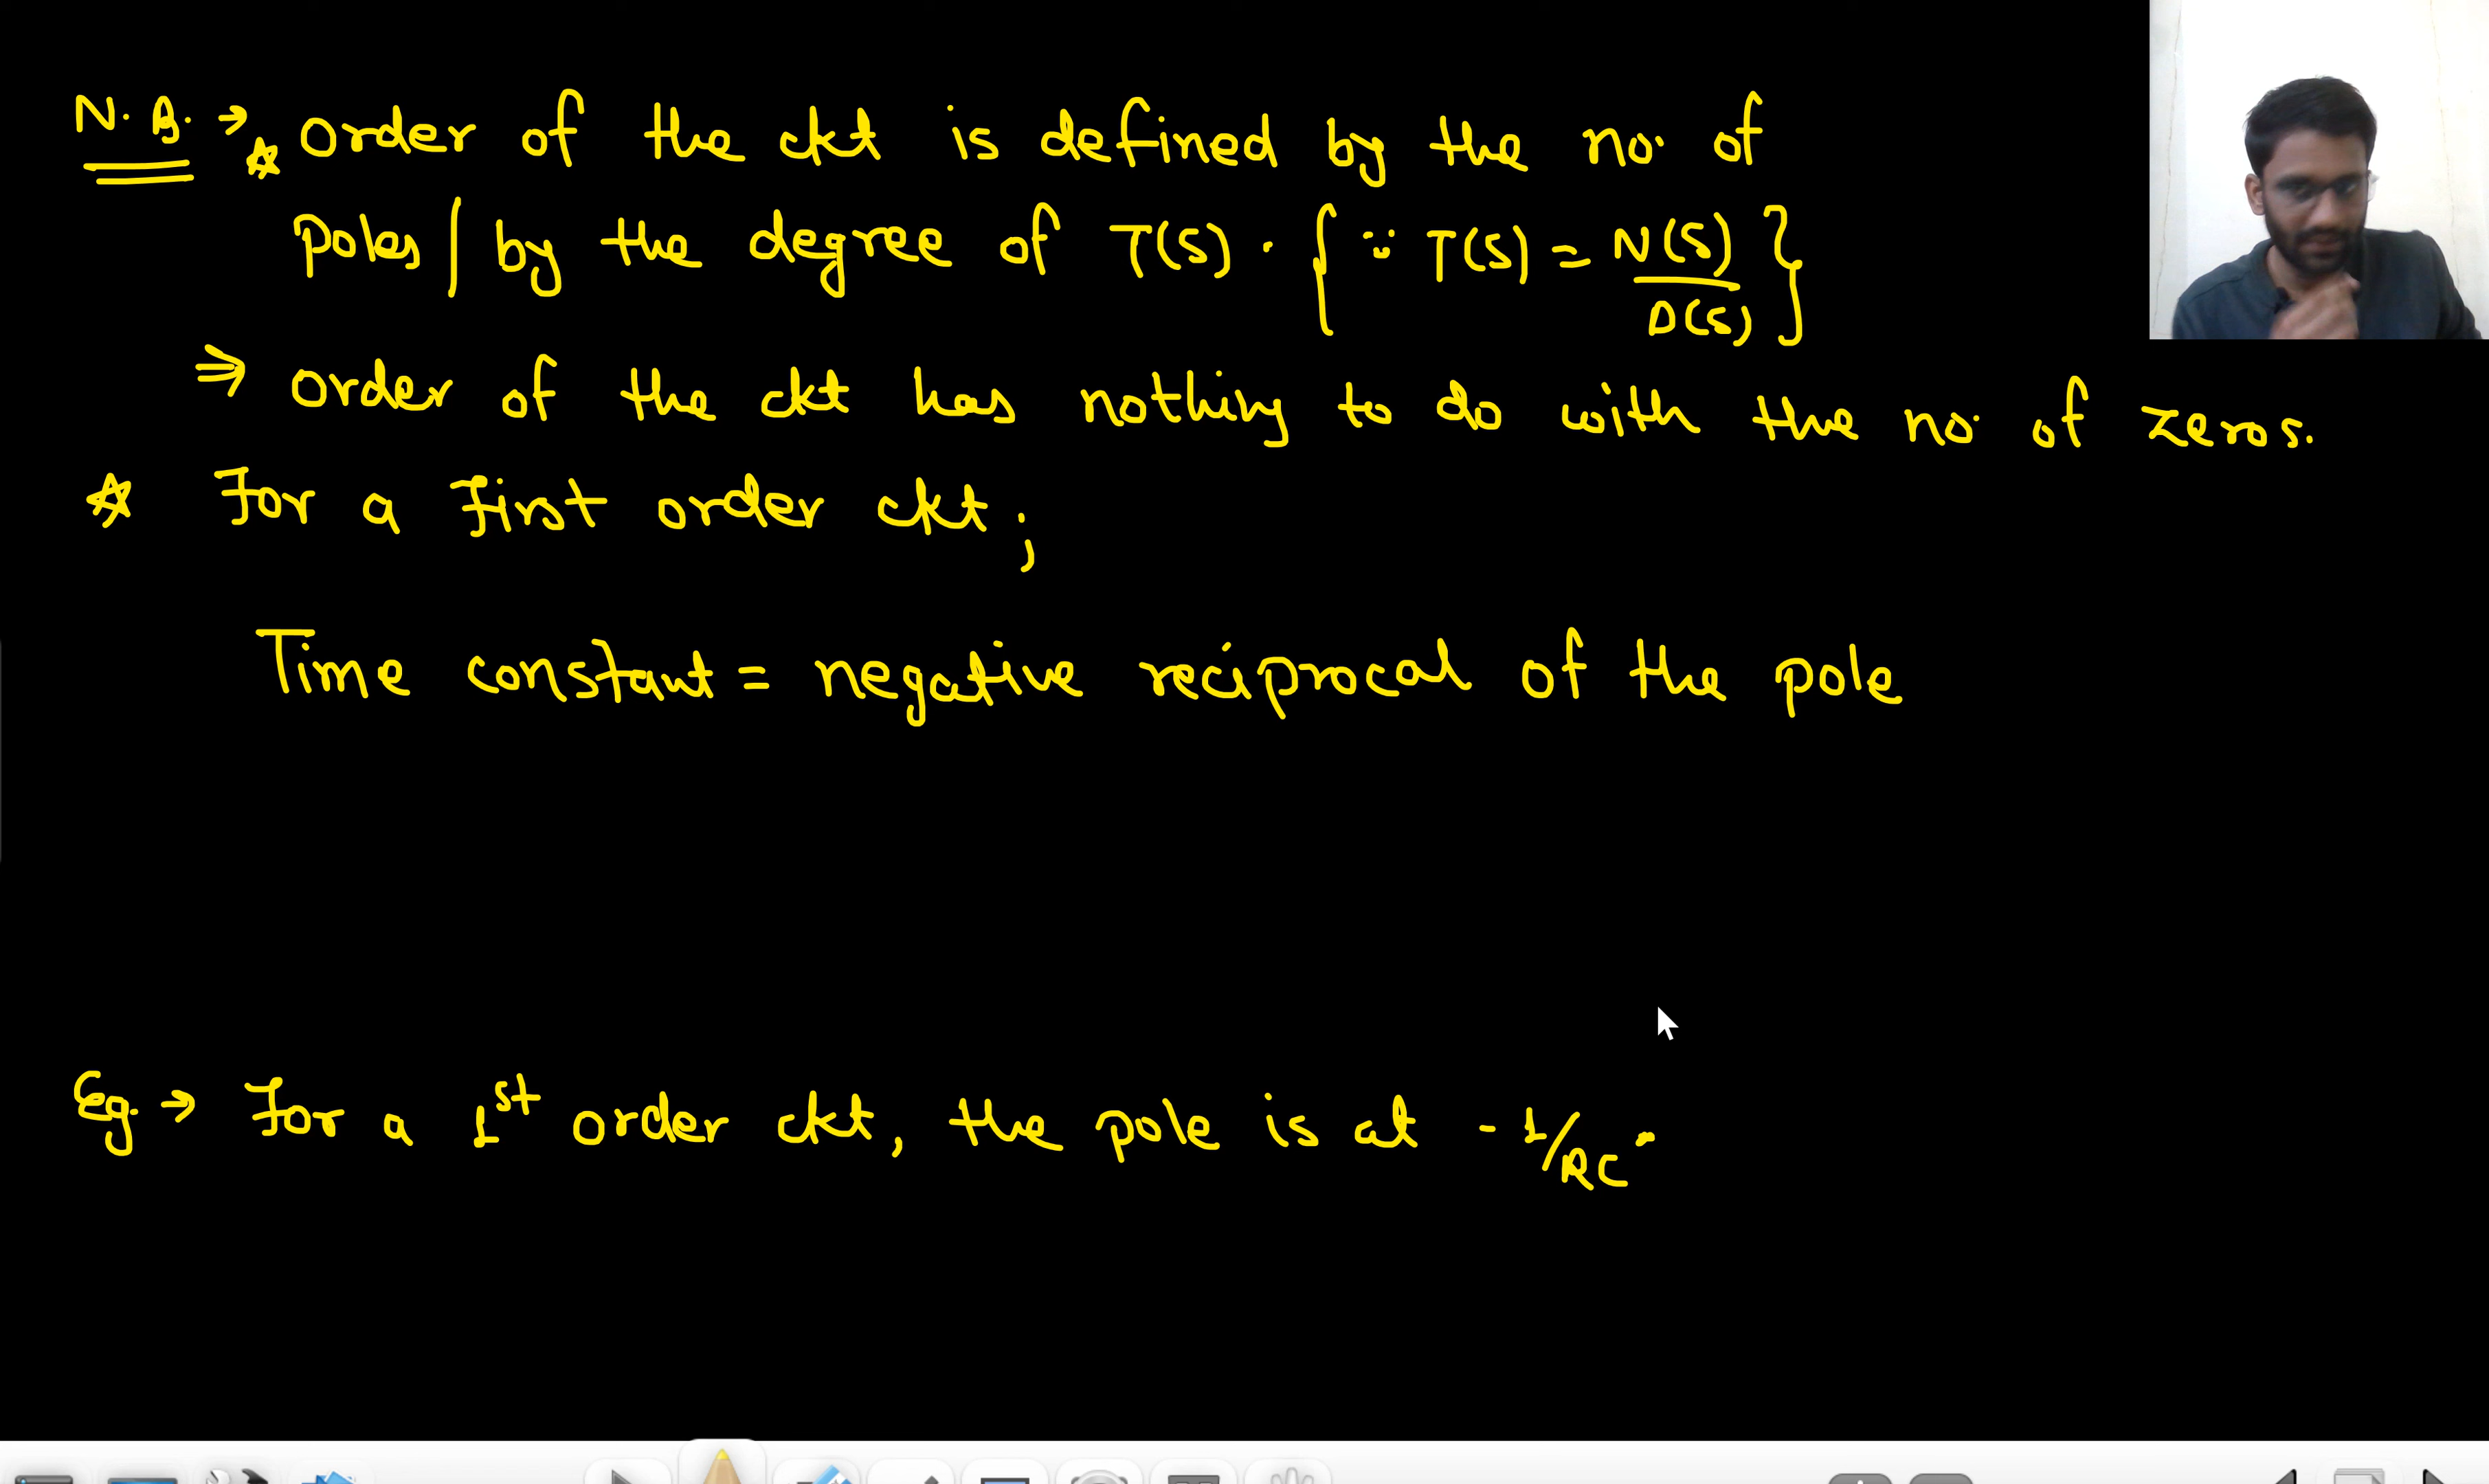 N.B. → ☆ Order of the ckt is defined by the no. of
Poles / by the degree of T(S). { ∵ T(S) = N(S)/D(S) }
⇒ Order of the ckt has nothing to do with the no. of zeros.
☆ For a first order ckt ;
Time constant = negative reciprocal of the pole
Eg. → For a 1st order ckt, the pole is at - 1/RC.